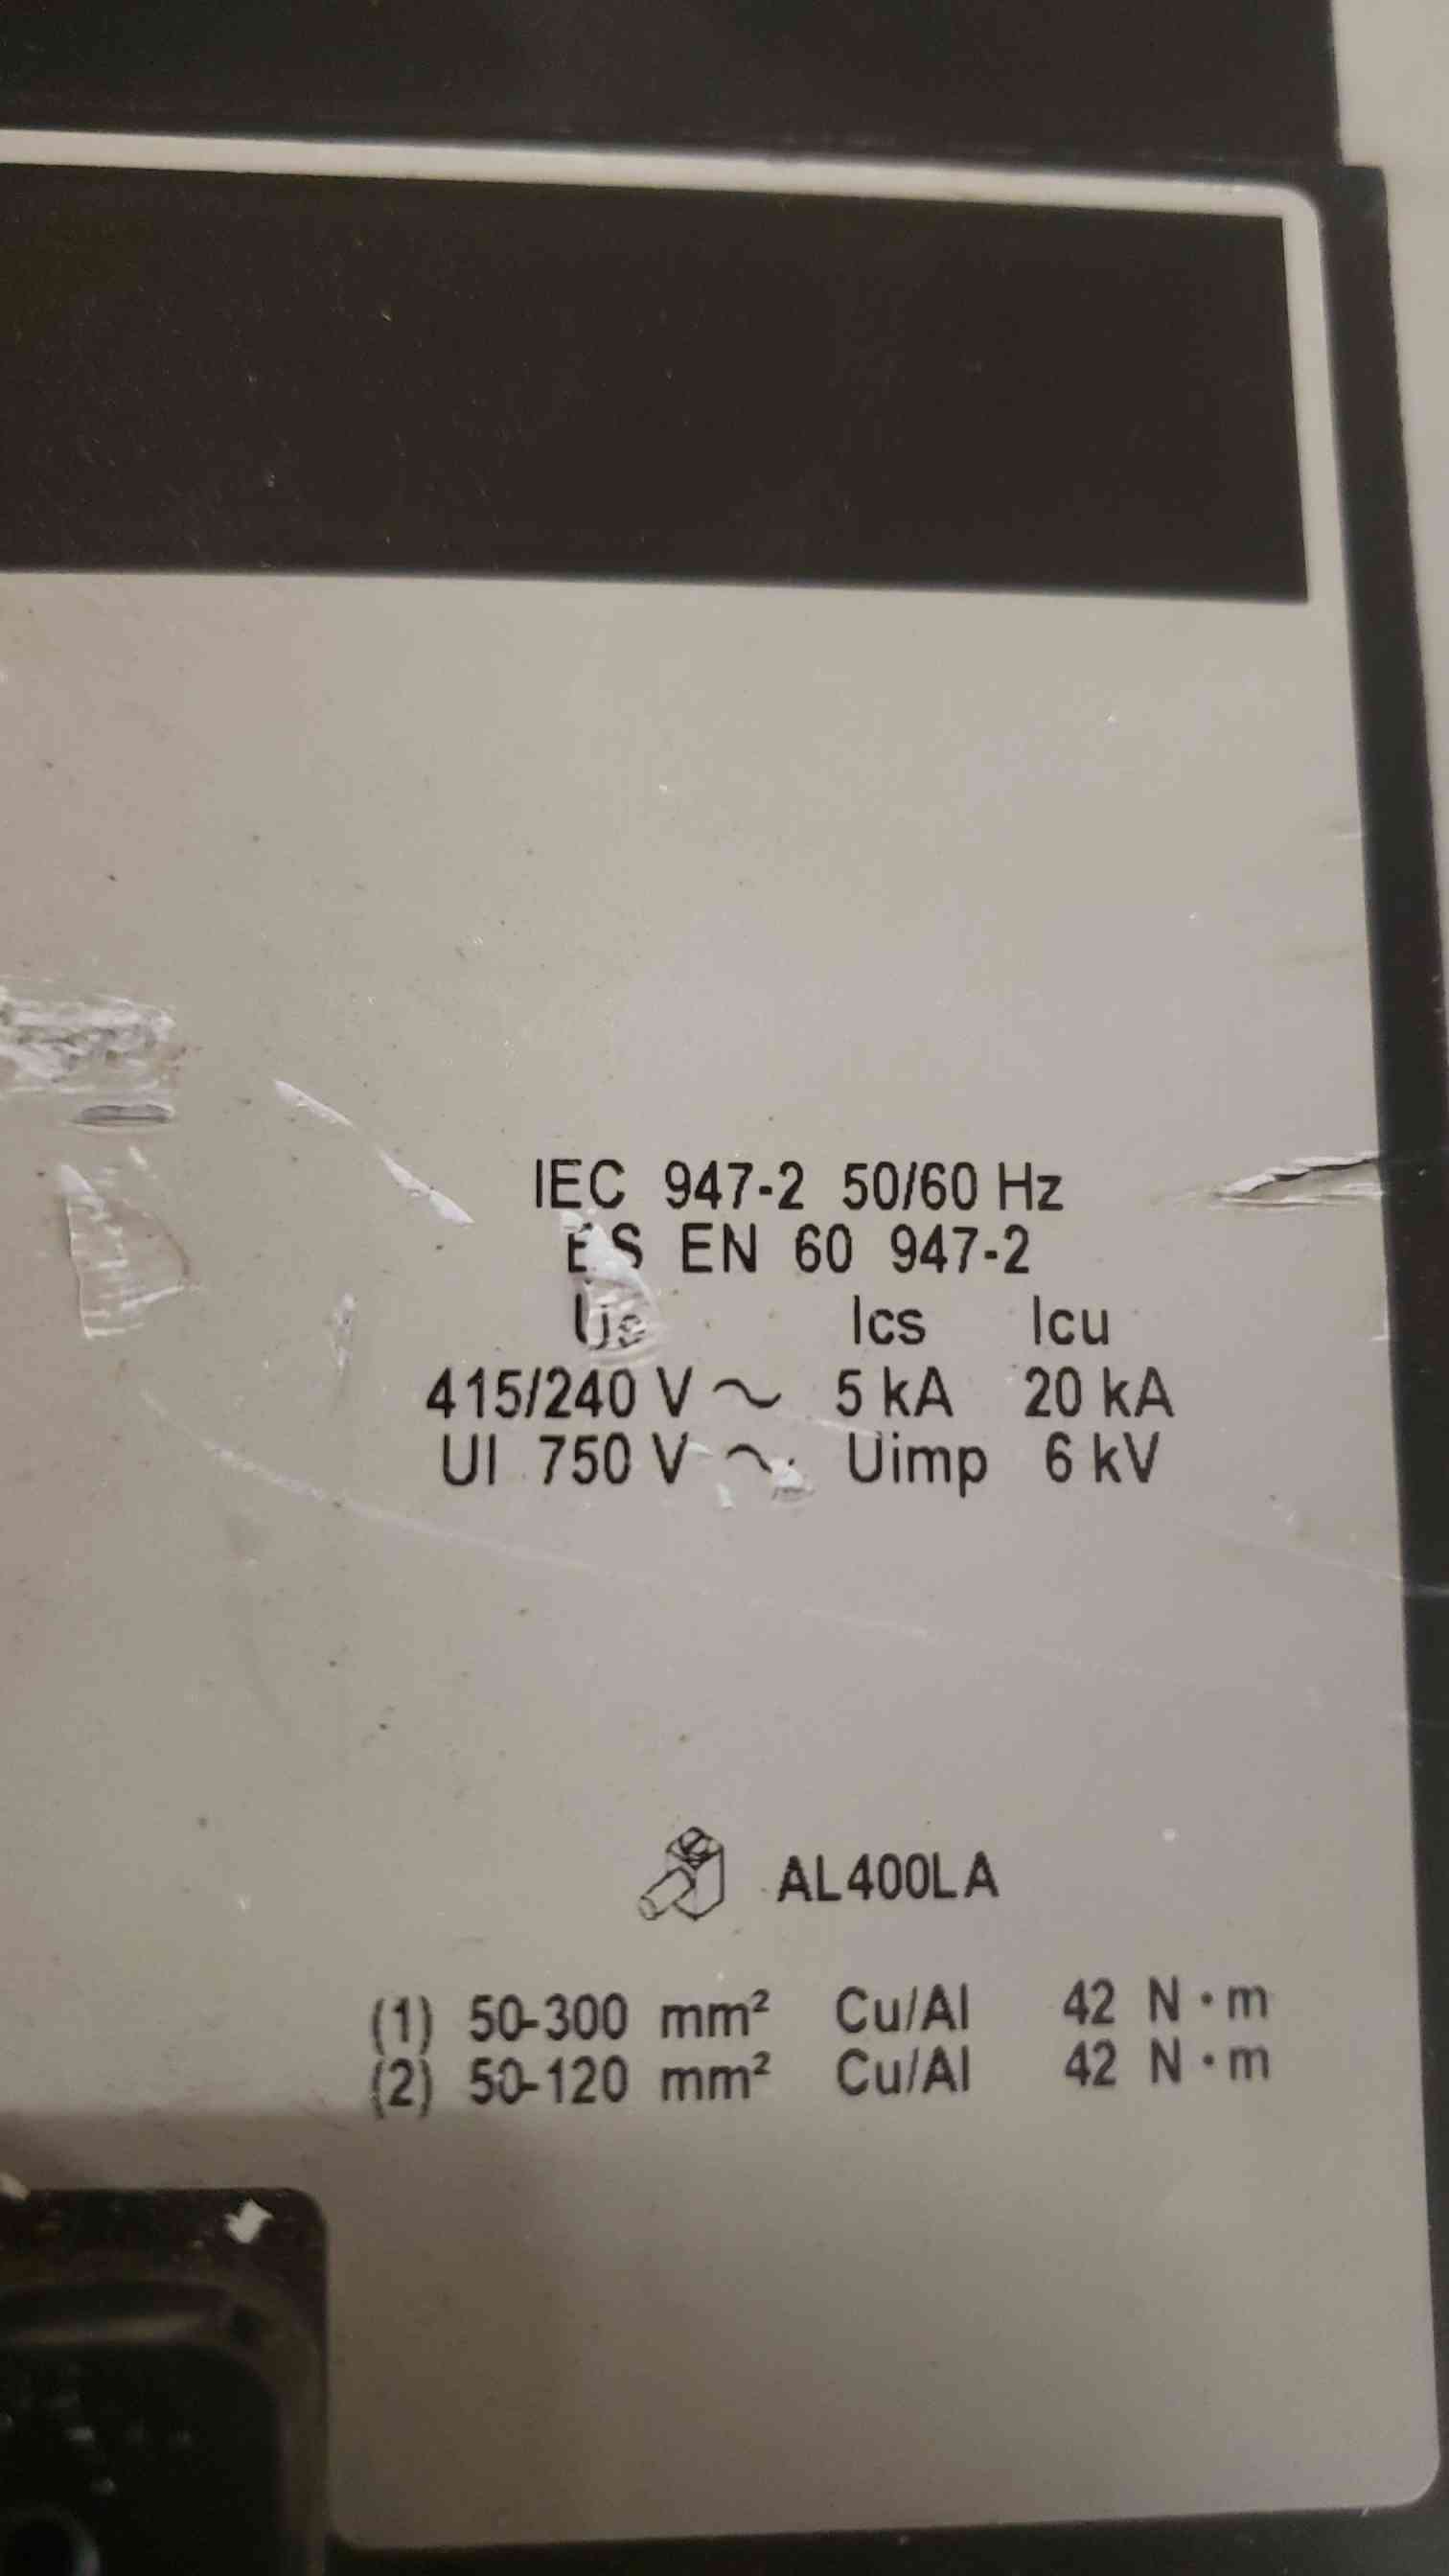 IEC 947-2 50/60 Hz
EN 60 947-2
Ics Icu
415/240 V ~ 5 kA 20 kA
UI 750 V ~ Uimp 6 kV
AL400LA
(1) 50-300 mm² Cu/Al 42 N·m
(2) 50-120 mm² Cu/Al 42 N·m